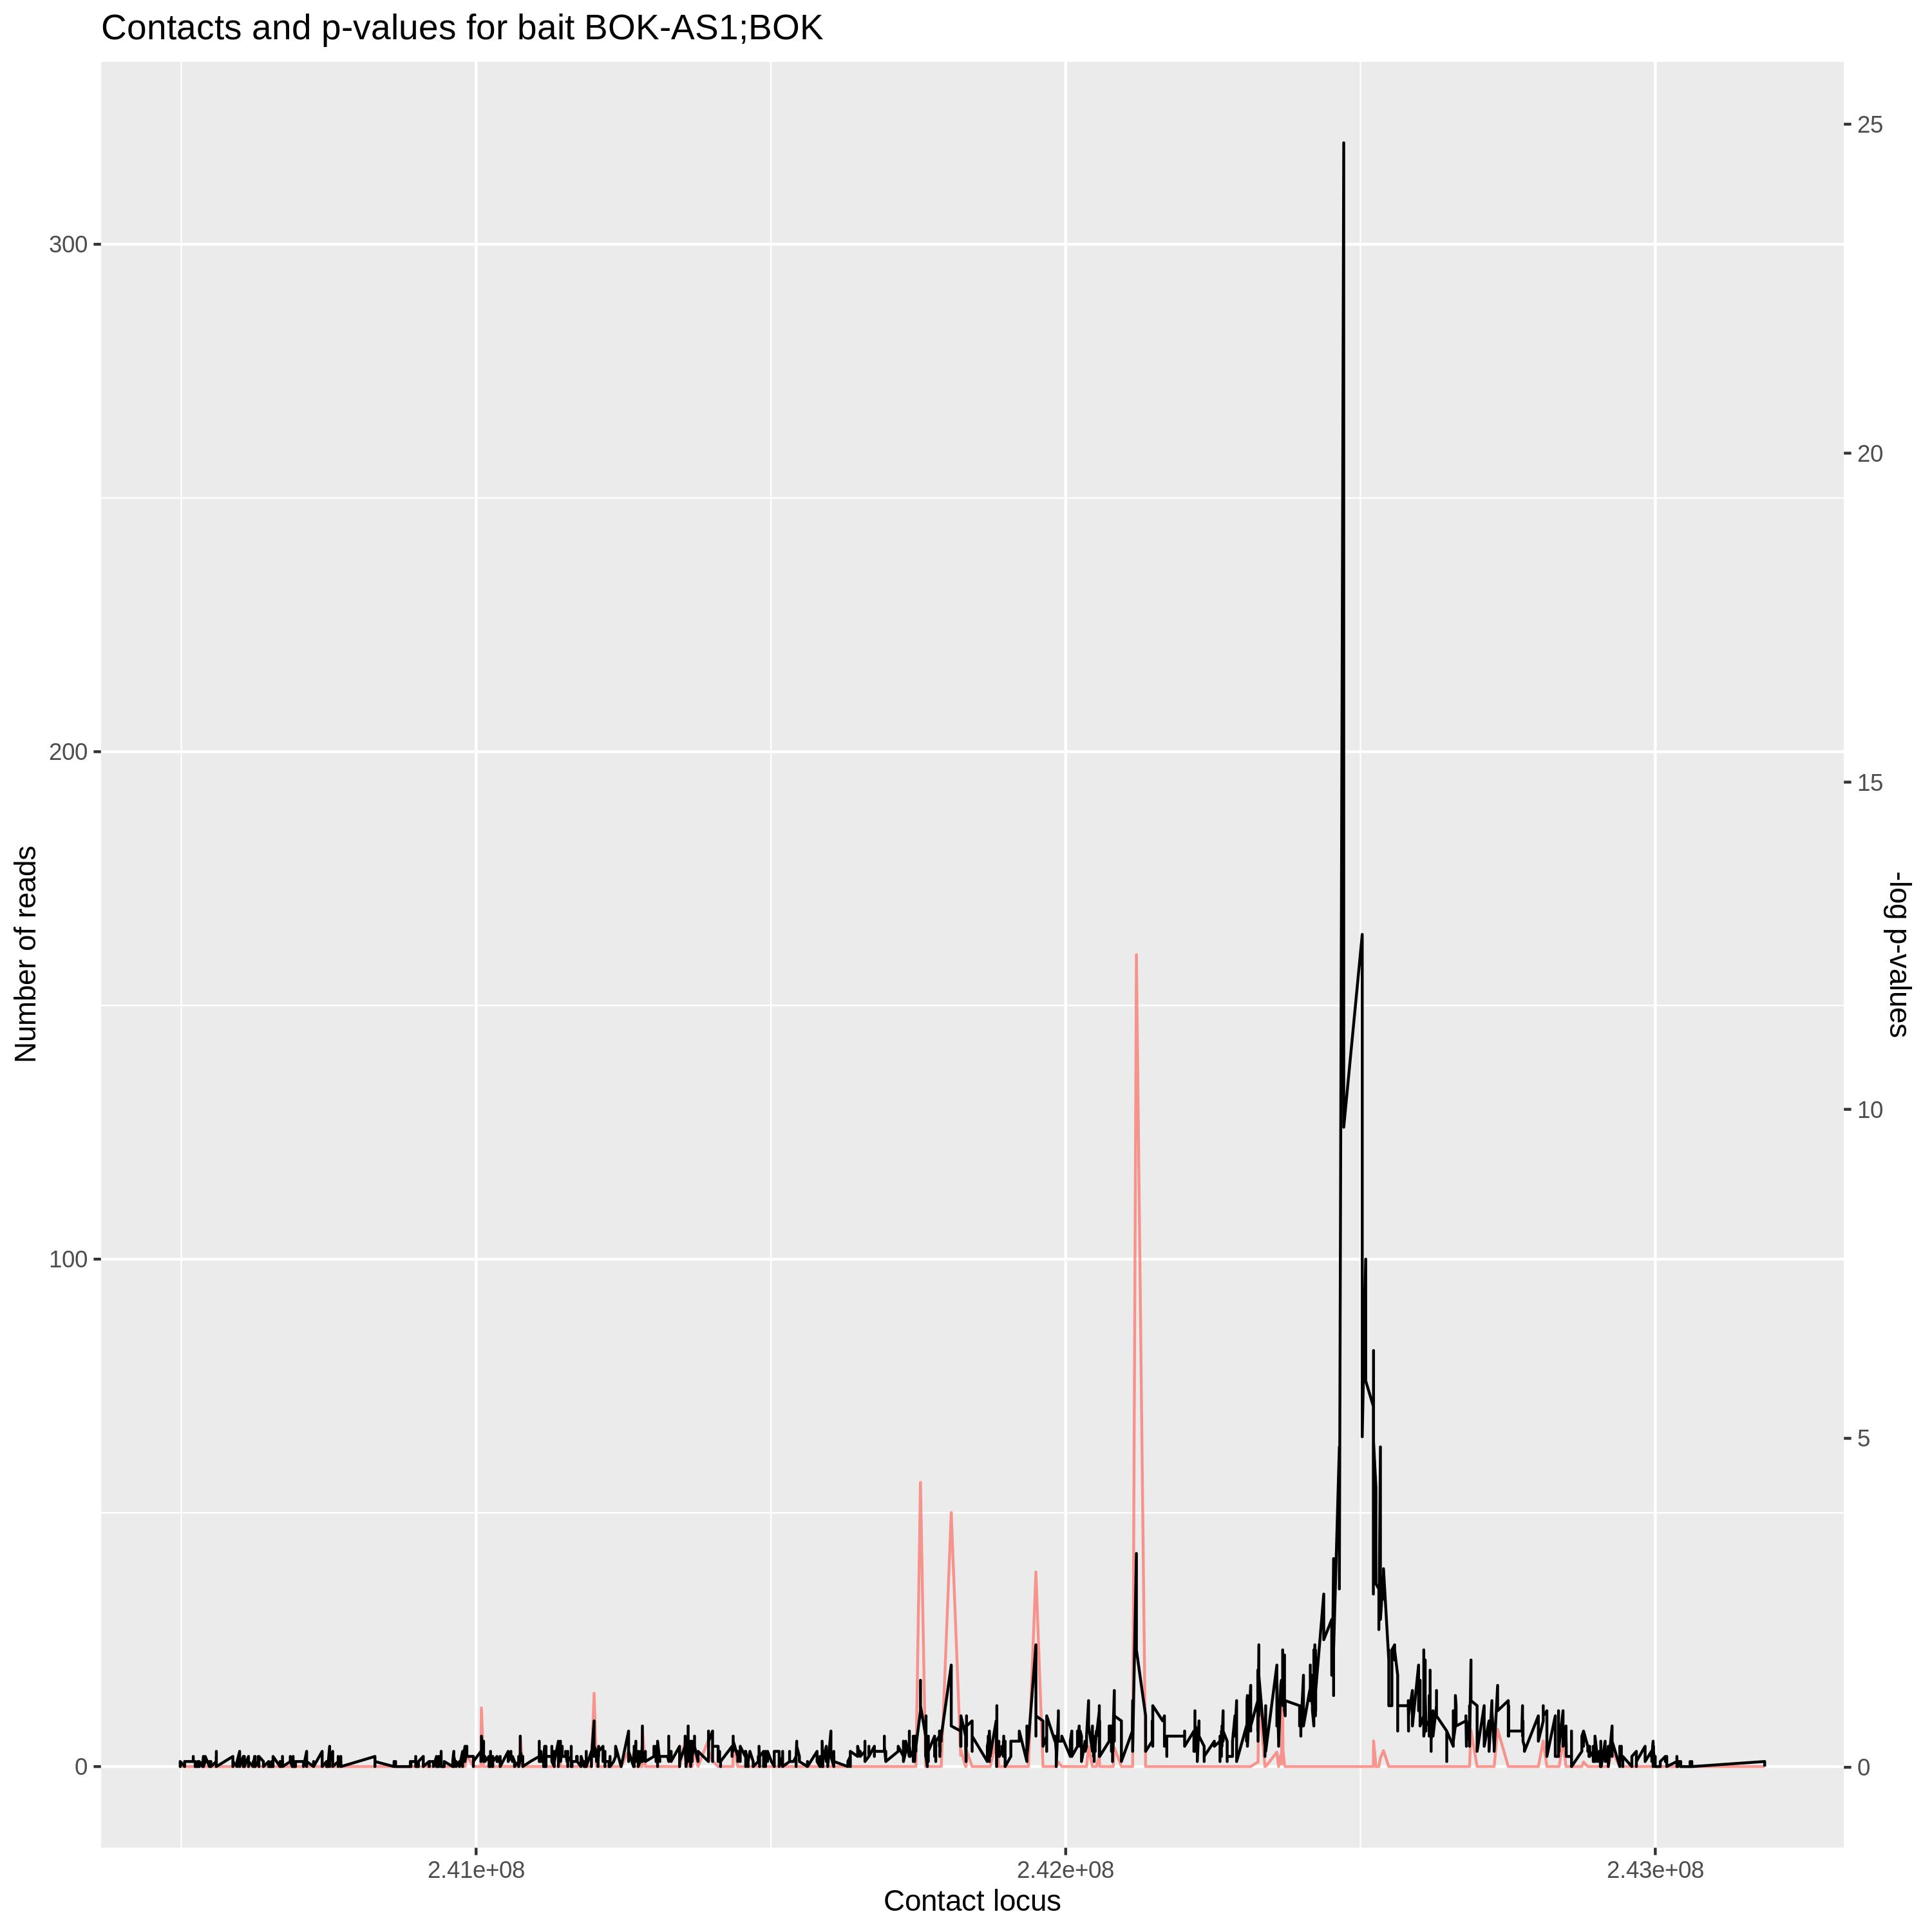 Contacts and p-values for bait BOK-AS1;BOK
Number of reads
300
200
100
0
25
20
15
10
5
0
-log p-values
2.41e+08
2.42e+08
2.43e+08
Contact locus